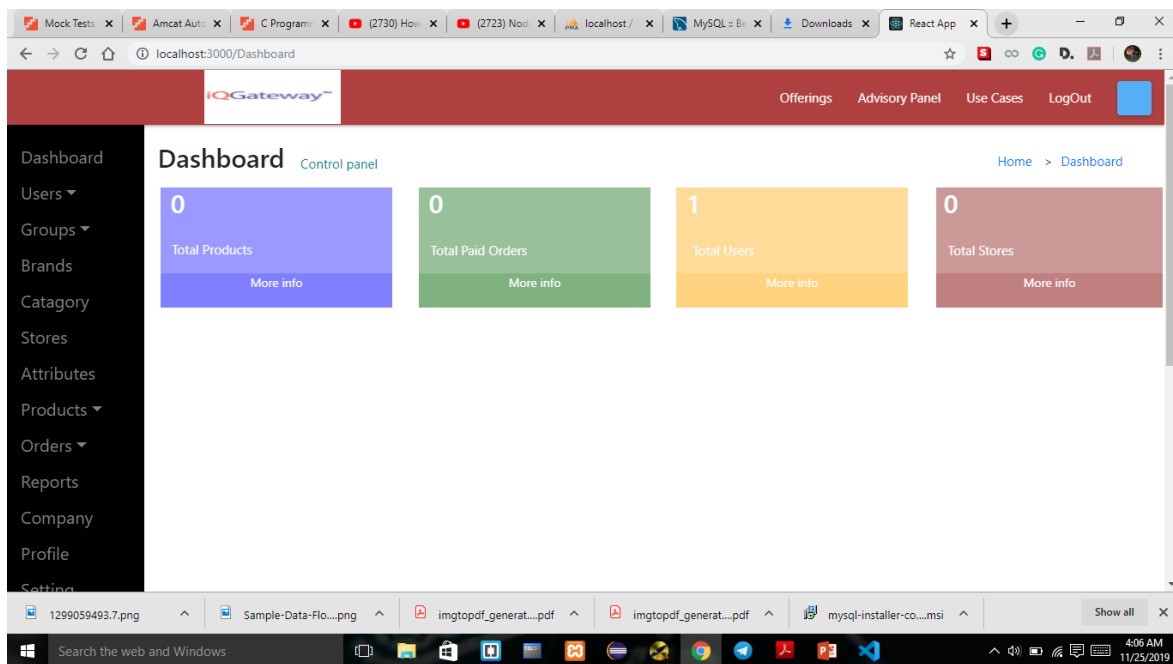 Mock Tests
Amcat Auto
C Programm
(2730) How
(2723) Nod
localhost /
MySQL :: Be
Downloads
React App
localhost:3000/Dashboard
iQGateway™
Offerings
Advisory Panel
Use Cases
LogOut
Dashboard
Users
Groups
Brands
Catagory
Stores
Attributes
Products
Orders
Reports
Company
Profile
Setting
Dashboard Control panel
Home > Dashboard
0
Total Products
More info
0
Total Paid Orders
More info
1
Total Users
More info
0
Total Stores
More info
1299059493.7.png
Sample-Data-Flo....png
imgtopdf_generat....pdf
imgtopdf_generat....pdf
mysql-installer-co....msi
Show all
Search the web and Windows
4:06 AM
11/25/2019